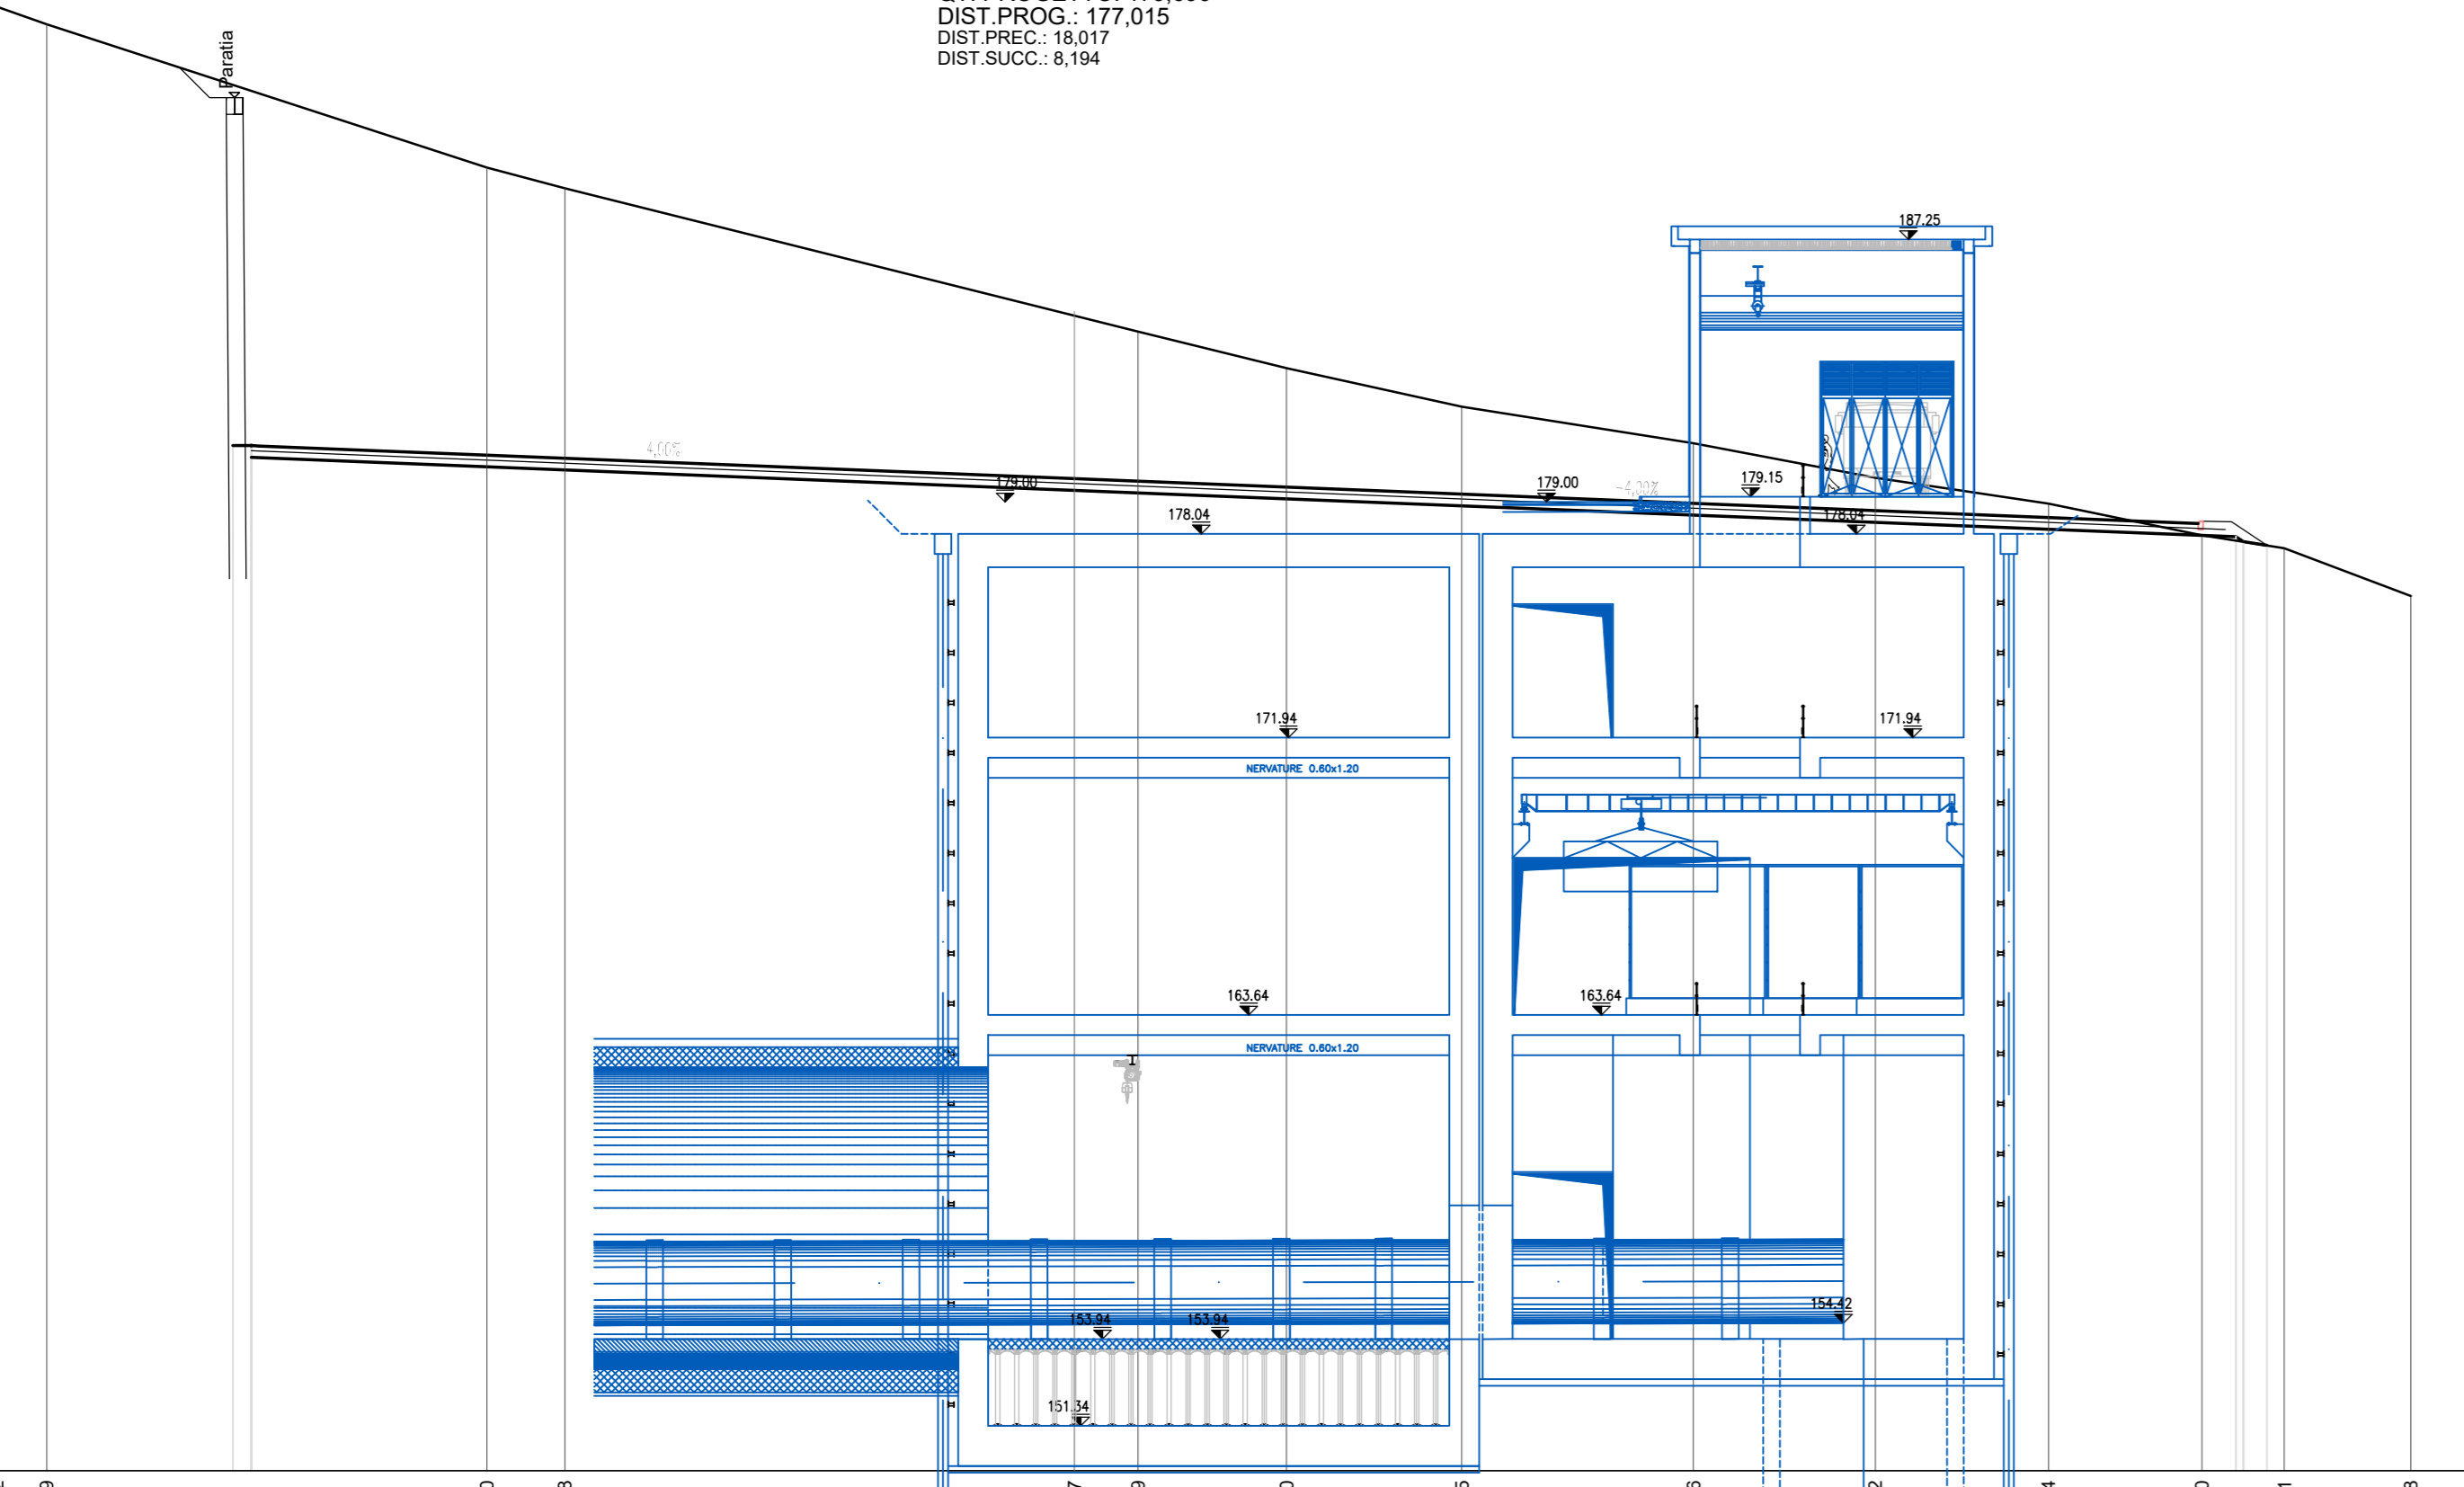 DIST.PROG.: 177,015
DIST.PREC.: 18,017
DIST.SUCC.: 8,194
Paratia
187.25
4,00%
179.00
179.00
-4,00%
179.15
178.04
178.04
171.94
171.94
NERVATURE 0.60x1.20
163.64
163.64
NERVATURE 0.60x1.20
153.94
153.94
154.42
151.34